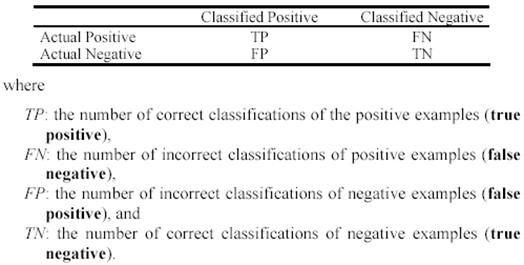 Classified Positive Classified Negative
Actual Positive TP FN
Actual Negative FP TN
where
TP: the number of correct classifications of the positive examples (true
positive),
FN: the number of incorrect classifications of positive examples (false
negative),
FP: the number of incorrect classifications of negative examples (false
positive), and
TN: the number of correct classifications of negative examples (true
negative).